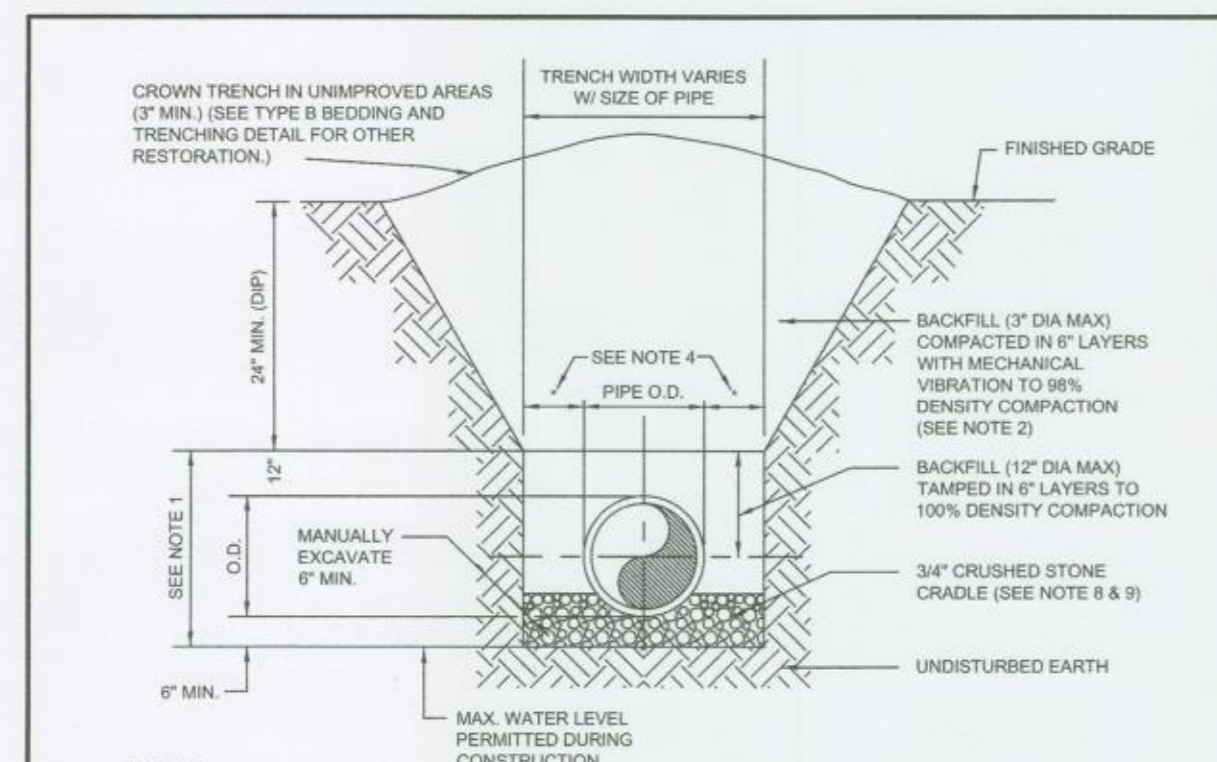 CROWN TRENCH IN UNIMPROVED AREAS
(3" MIN.) (SEE TYPE B BEDDING AND
TRENCHING DETAIL FOR OTHER
RESTORATION.)
TRENCH WIDTH VARIES
W/ SIZE OF PIPE
FINISHED GRADE
24" MIN. (DIP)
SEE NOTE 4
PIPE O.D.
BACKFILL (3" DIA MAX)
COMPACTED IN 6" LAYERS
WITH MECHANICAL
VIBRATION TO 98%
DENSITY COMPACTION
(SEE NOTE 2)
12"
BACKFILL (12" DIA MAX)
TAMPED IN 6" LAYERS TO
100% DENSITY COMPACTION
SEE NOTE 1
O.D.
MANUALLY
EXCAVATE
6" MIN.
3/4" CRUSHED STONE
CRADLE (SEE NOTE 8 & 9)
UNDISTURBED EARTH
6" MIN.
MAX. WATER LEVEL
PERMITTED DURING
CONSTRUCTION